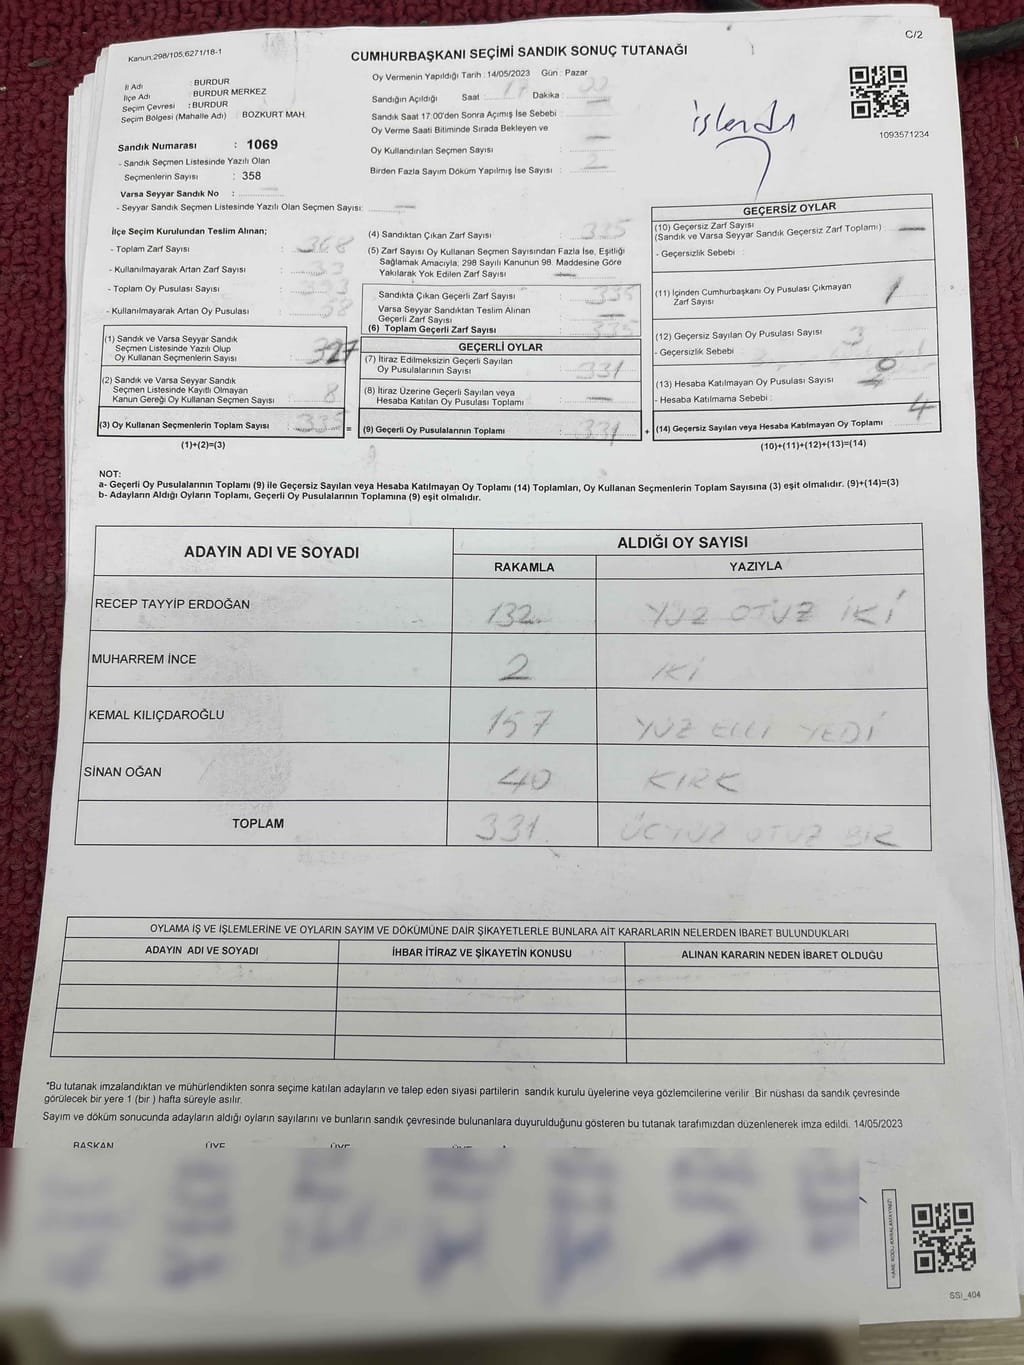 Kanun:298/105;6271/18-1
C/2
CUMHURBAŞKANI SEÇİMİ SANDIK SONUÇ TUTANAĞI
İl Adı : BURDUR
İlçe Adı : BURDUR MERKEZ
Seçim Çevresi : BURDUR
Seçim Bölgesi (Mahalle Adı) : BOZKURT MAH.
Sandık Numarası : 1069
- Sandık Seçmen Listesinde Yazılı Olan
Seçmenlerin Sayısı : 358
Varsa Seyyar Sandık No : —
- Seyyar Sandık Seçmen Listesinde Yazılı Olan Seçmen Sayısı: —
Oy Vermenin Yapıldığı Tarih : 14/05/2023 Gün : Pazar
Sandığın Açıldığı Saat : 17 Dakika : 00
Sandık Saat 17:00'den Sonra Açımış İse Sebebi : —
Oy Verme Saati Bitiminde Sırada Bekleyen ve
Oy Kullandırılan Seçmen Sayısı : —
Birden Fazla Sayım Döküm Yapılmış İse Sayısı : 2
işlendi
1093571234
İlçe Seçim Kurulundan Teslim Alınan;
- Toplam Zarf Sayısı : 368
- Kullanılmayarak Artan Zarf Sayısı : 33
- Toplam Oy Pusulası Sayısı :
- Kullanılmayarak Artan Oy Pusulası : 58
(1) Sandık ve Varsa Seyyar Sandık
Seçmen Listesinde Yazılı Olup
Oy Kullanan Seçmenlerin Sayısı : 327
(2) Sandık ve Varsa Seyyar Sandık
Seçmen Listesinde Kayıtlı Olmayan
Kanun Gereği Oy Kullanan Seçmen Sayısı : 8
(3) Oy Kullanan Seçmenlerin Toplam Sayısı : 335
(1)+(2)=(3)
(4) Sandıktan Çıkan Zarf Sayısı : 335
(5) Zarf Sayısı Oy Kullanan Seçmen Sayısından Fazla İse, Eşitliği
Sağlamak Amacıyla; 298 Sayılı Kanunun 98. Maddesine Göre
Yakılarak Yok Edilen Zarf Sayısı : —
Sandıkta Çıkan Geçerli Zarf Sayısı : 335
Varsa Seyyar Sandıktan Teslim Alınan
Geçerli Zarf Sayısı : —
(6) Toplam Geçerli Zarf Sayısı : 335
GEÇERLİ OYLAR
(7) İtiraz Edilmeksizin Geçerli Sayılan
Oy Pusulalarının Sayısı : 331
(8) İtiraz Üzerine Geçerli Sayılan veya
Hesaba Katılan Oy Pusulası Toplamı : —
= (9) Geçerli Oy Pusulalarının Toplamı : 331
GEÇERSİZ OYLAR
(10) Geçersiz Zarf Sayısı
(Sandık ve Varsa Seyyar Sandık Geçersiz Zarf Toplamı) : —
- Geçersizlik Sebebi :
(11) İçinden Cumhurbaşkanı Oy Pusulası Çıkmayan
Zarf Sayısı : 1
(12) Geçersiz Sayılan Oy Pusulası Sayısı : 3
- Geçersizlik Sebebi
(13) Hesaba Katılmayan Oy Pusulası Sayısı : 0
- Hesaba Katılmama Sebebi :
+ (14) Geçersiz Sayılan veya Hesaba Katılmayan Oy Toplamı : 4
(10)+(11)+(12)+(13)=(14)
NOT:
a- Geçerli Oy Pusulalarının Toplamı (9) ile Geçersiz Sayılan veya Hesaba Katılmayan Oy Toplamı (14) Toplamları, Oy Kullanan Seçmenlerin Toplam Sayısına (3) eşit olmalıdır. (9)+(14)=(3)
b- Adayların Aldığı Oyların Toplamı, Geçerli Oy Pusulalarının Toplamına (9) eşit olmalıdır.
ADAYIN ADI VE SOYADI ALDIĞI OY SAYISI
RAKAMLA YAZIYLA
RECEP TAYYİP ERDOĞAN 132 YÜZ OTUZ İKİ
MUHARREM İNCE 2 İKİ
KEMAL KILIÇDAROĞLU 157 YÜZ ELLİ YEDİ
SİNAN OĞAN 40 KIRK
TOPLAM 331 ÜÇYÜZ OTUZ BİR
OYLAMA İŞ VE İŞLEMLERİNE VE OYLARIN SAYIM VE DÖKÜMÜNE DAİR ŞİKAYETLERLE BUNLARA AİT KARARLARIN NELERDEN İBARET BULUNDUKLARI
ADAYIN ADI VE SOYADI İHBAR İTİRAZ VE ŞİKAYETİN KONUSU ALINAN KARARIN NEDEN İBARET OLDUĞU
*Bu tutanak imzalandıktan ve mühürlendikten sonra seçime katılan adayların ve talep eden siyasi partilerin sandık kurulu üyelerine veya gözlemcilerine verilir. Bir nüshası da sandık çevresinde
görülecek bir yere 1 (bir) hafta süreyle asılır.
Sayım ve döküm sonucunda adayların aldığı oyların sayılarını ve bunların sandık çevresinde bulunanlara duyurulduğunu gösteren bu tutanak tarafımızdan düzenlenerek imza edildi. 14/05/2023
BAŞKAN ÜYE ÜYE ÜYE
SSİ_404